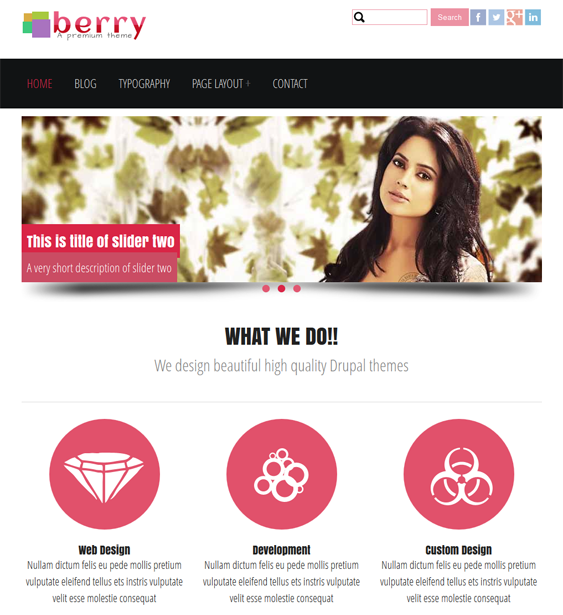 berry
A premium theme
Search
HOME BLOG TYPOGRAPHY PAGE LAYOUT + CONTACT
This is title of slider two
A very short description of slider two
WHAT WE DO!!
We design beautiful high quality Drupal themes
Web Design
Nullam dictum felis eu pede mollis pretium
vulputate eleifend tellus ets instris vulputates
velit esse molestie consequat
Development
Nullam dictum felis eu pede mollis pretium
vulputate eleifend tellus ets instris vulputate
velit esse molestie consequat
Custom Design
Nullam dictum felis eu pede mollis pretium
vulputate eleifend tellus ets instris vulputate
velit esse molestie consequat